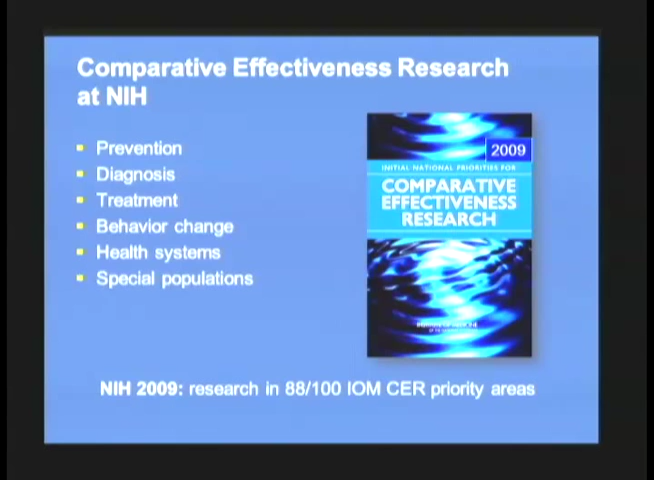 Comparative Effectiveness Research
at NIH
Prevention
Diagnosis
Treatment
Behavior change
Health systems
Special populations
2009
INITIAL NATIONAL PRIORITIES FOR
COMPARATIVE
EFFECTIVENESS
RESEARCH
NIH 2009: research in 88/100 IOM CER priority areas